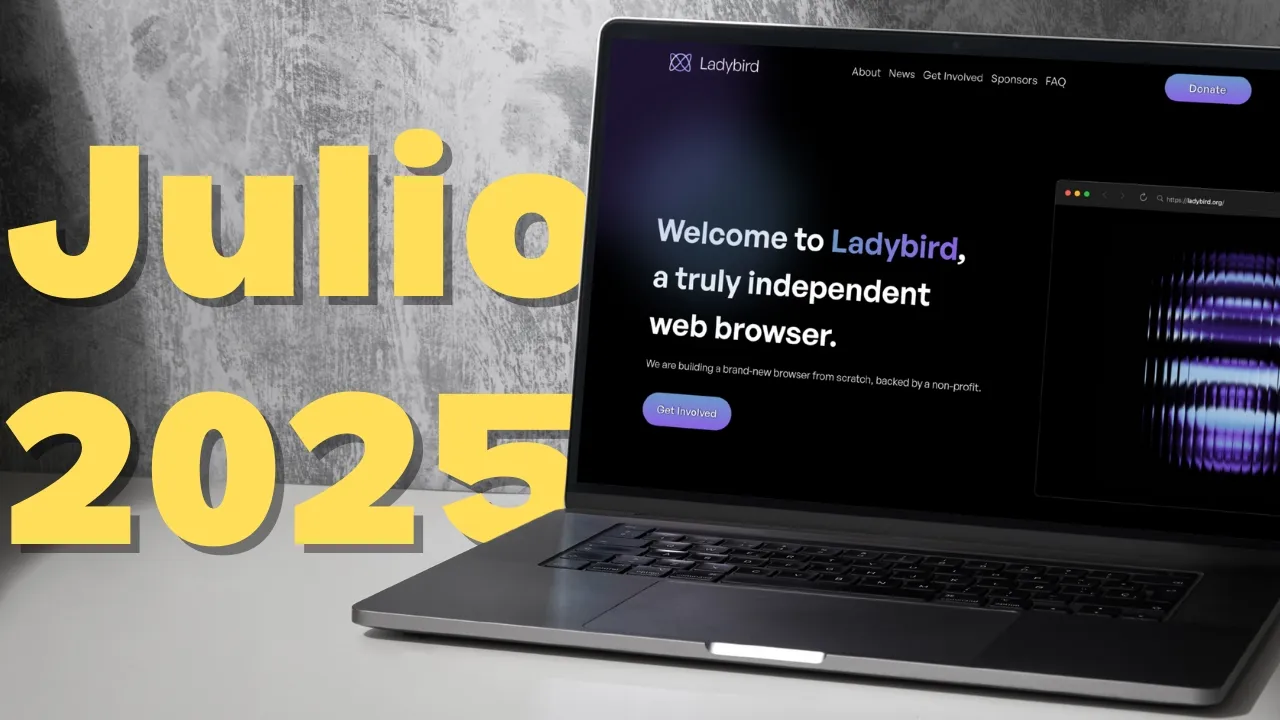 Julio
2025
Ladybird
About News Get Involved Sponsors FAQ
Donate
https://ladybird.org/
Welcome to Ladybird,
a truly independent
web browser.
We are building a brand-new browser from scratch, backed by a non-profit.
Get Involved